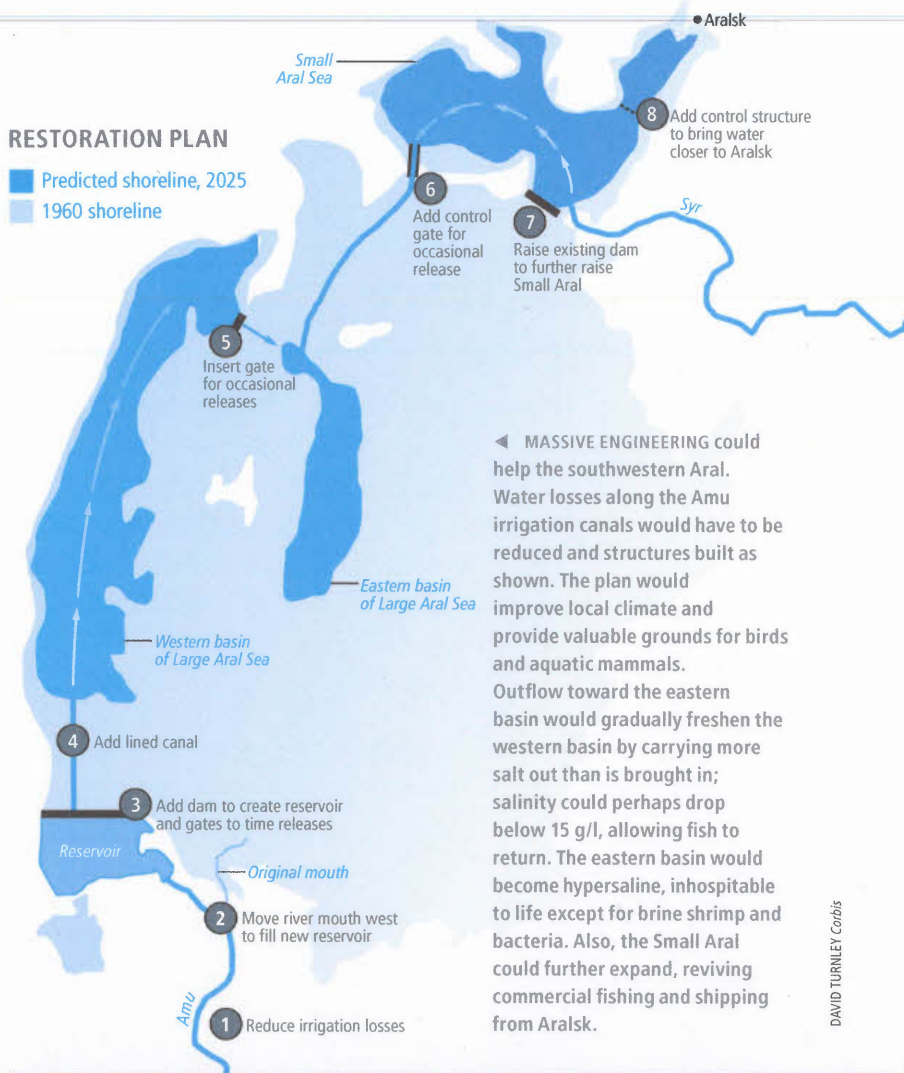 Aralsk
Small
Aral Sea
RESTORATION PLAN
Predicted shoreline, 2025
1960 shoreline
8
Add control structure
to bring water
closer to Aralsk
6
Add control
gate for
occasional
release
7
Raise existing dam
to further raise
Small Aral
Syr
5
Insert gate
for occasional
releases
Eastern basin
of Large Aral Sea
Western basin
of Large Aral Sea
4
Add lined canal
3
Add dam to create reservoir
and gates to time releases
Reservoir
Original mouth
2
Move river mouth west
to fill new reservoir
Amu
1
Reduce irrigation losses
◄ MASSIVE ENGINEERING could
help the southwestern Aral.
Water losses along the Amu
irrigation canals would have to be
reduced and structures built as
shown. The plan would
improve local climate and
provide valuable grounds for birds
and aquatic mammals.
Outflow toward the eastern
basin would gradually freshen the
western basin by carrying more
salt out than is brought in;
salinity could perhaps drop
below 15 g/l, allowing fish to
return. The eastern basin would
become hypersaline, inhospitable
to life except for brine shrimp and
bacteria. Also, the Small Aral
could further expand, reviving
commercial fishing and shipping
from Aralsk.
DAVID TURNLEY Corbis